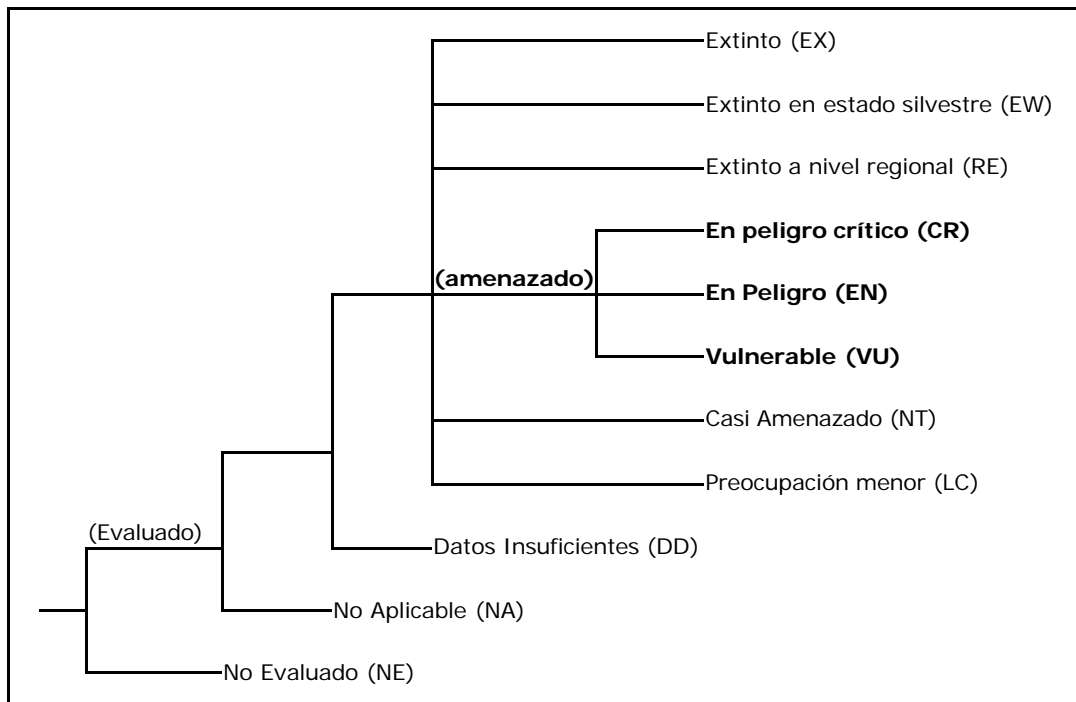 Extinto (EX)
Extinto en estado silvestre (EW)
Extinto a nivel regional (RE)
En peligro crítico (CR)
(amenazado)
En Peligro (EN)
Vulnerable (VU)
Casi Amenazado (NT)
Preocupación menor (LC)
(Evaluado)
Datos Insuficientes (DD)
No Aplicable (NA)
No Evaluado (NE)